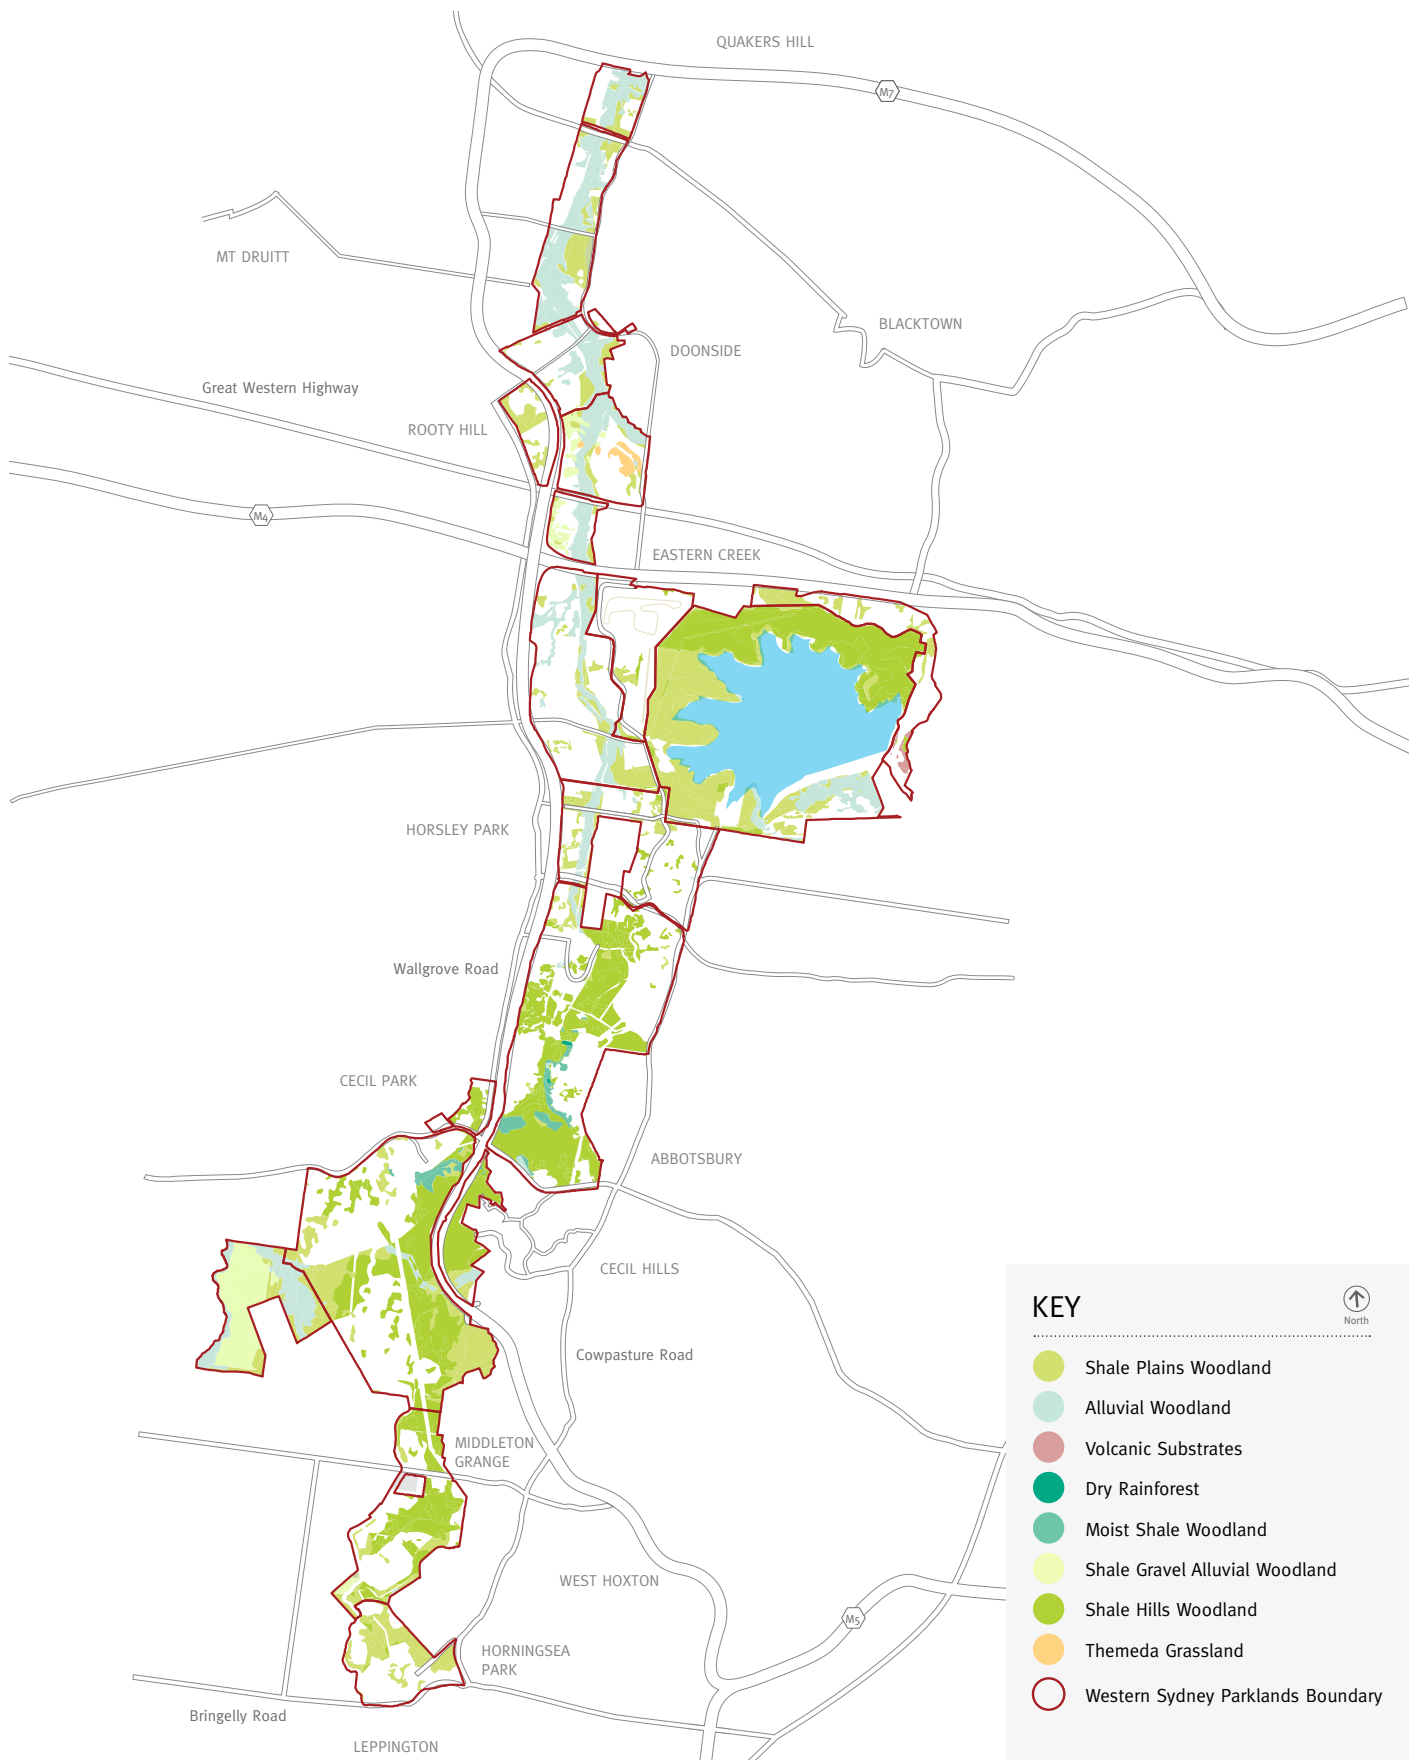 QUAKERS HILL
M7
MT DRUITT
BLACKTOWN
DOONSIDE
Great Western Highway
ROOTY HILL
M4
EASTERN CREEK
HORSLEY PARK
Wallgrove Road
CECIL PARK
ABBOTSBURY
CECIL HILLS
Cowpasture Road
MIDDLETON
GRANGE
WEST HOXTON
M5
HORNINGSEA
PARK
Bringelly Road
LEPPINGTON
KEY
North
Shale Plains Woodland
Alluvial Woodland
Volcanic Substrates
Dry Rainforest
Moist Shale Woodland
Shale Gravel Alluvial Woodland
Shale Hills Woodland
Themeda Grassland
Western Sydney Parklands Boundary